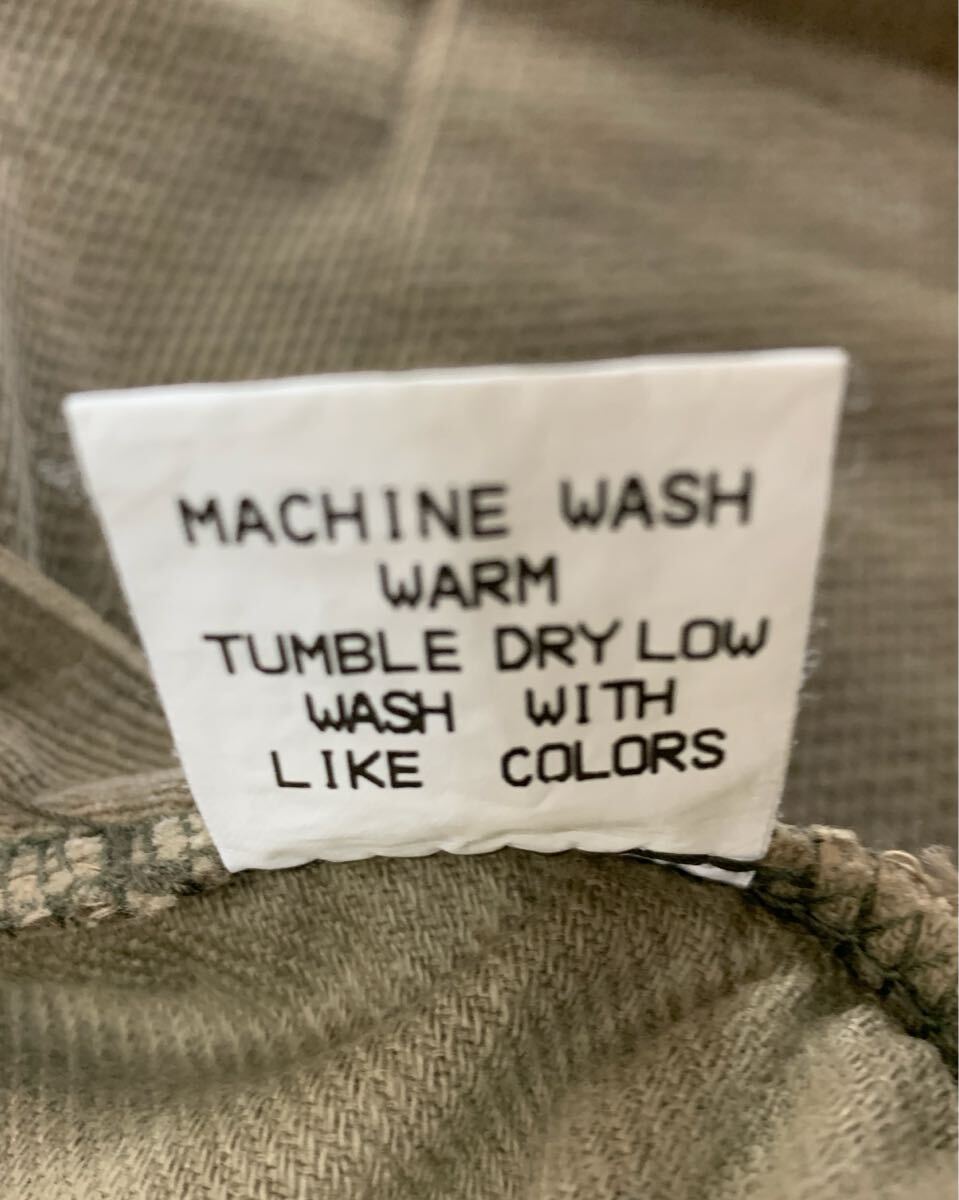 MACHINE WASH
WARM
TUMBLE DRY LOW
WASH WITH
LIKE COLORS